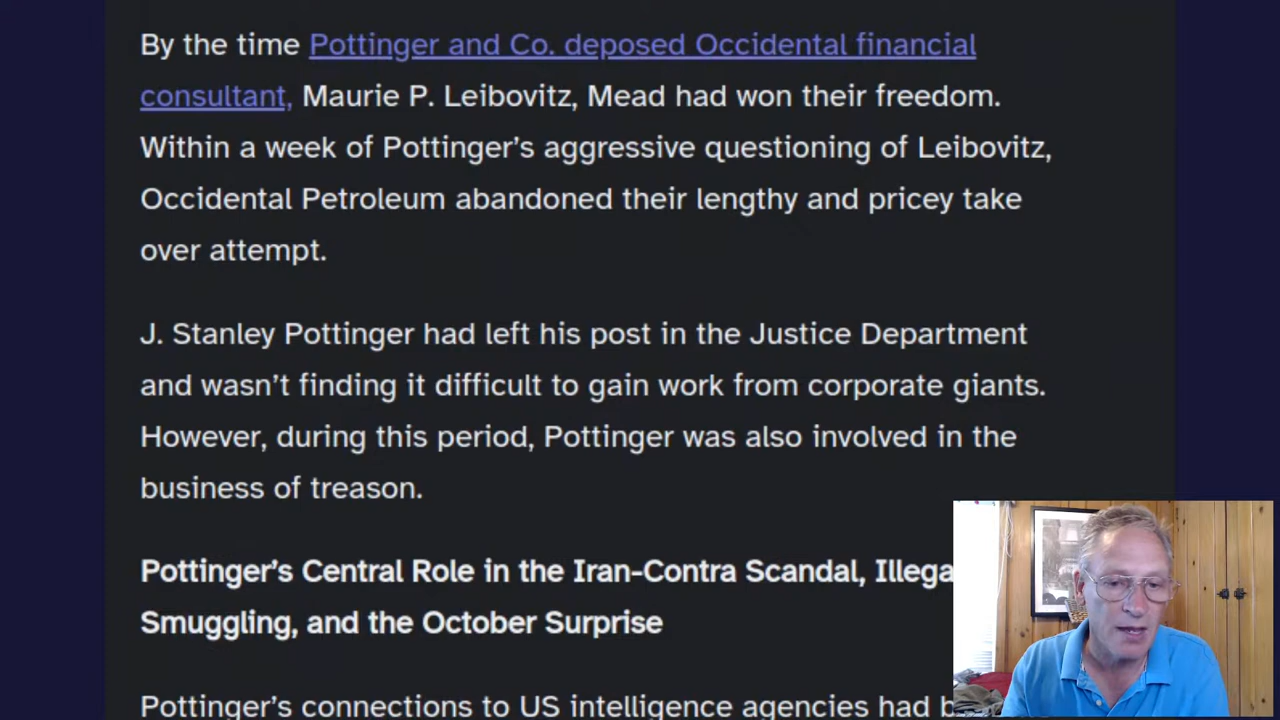 By the time Pottinger and Co. deposed Occidental financial
consultant, Maurie P. Leibovitz, Mead had won their freedom.
Within a week of Pottinger’s aggressive questioning of Leibovitz,
Occidental Petroleum abandoned their lengthy and pricey take
over attempt.
J. Stanley Pottinger had left his post in the Justice Department
and wasn’t finding it difficult to gain work from corporate giants.
However, during this period, Pottinger was also involved in the
business of treason.
Pottinger’s Central Role in the Iran-Contra Scandal,
Smuggling, and the October Surprise
Pottinger’s connections to US intelligence agencies had